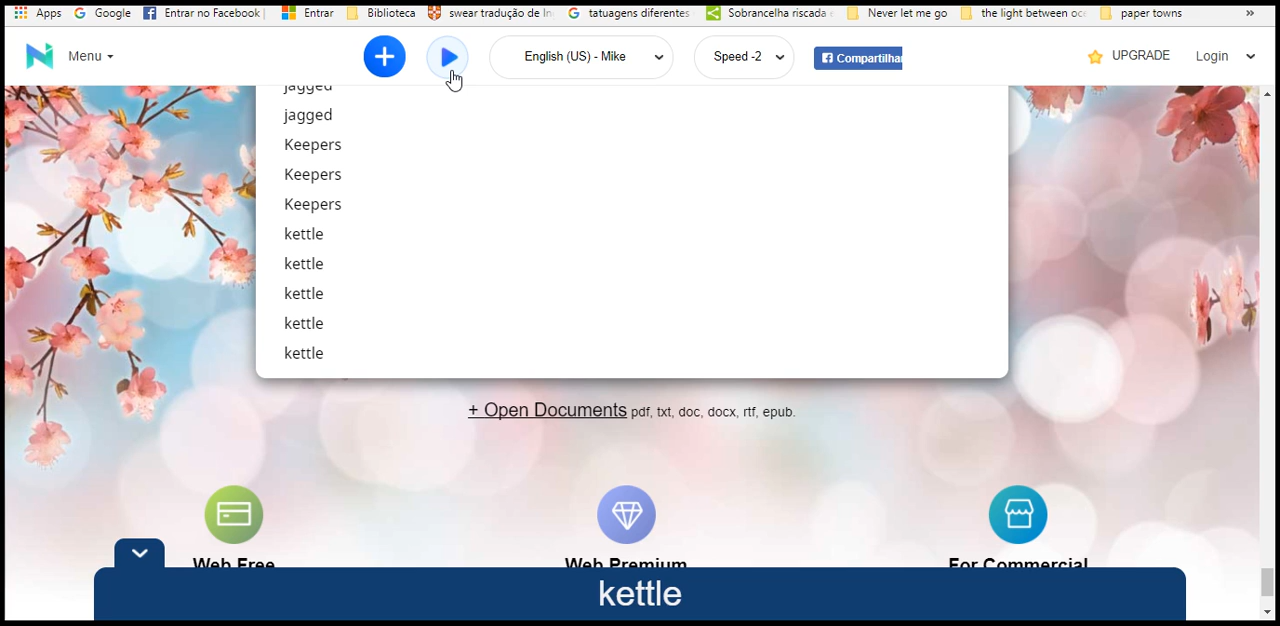 Apps Google Entrar no Facebook Entrar Biblioteca swear tradução de In tatuagens diferentes Sobrancelha riscada Never let me go the light between oce paper towns »
Menu English (US) - Mike Speed -2 Compartilhar UPGRADE Login
jagged
jagged
Keepers
Keepers
Keepers
kettle
kettle
kettle
kettle
kettle
+ Open Documents pdf, txt, doc, docx, rtf, epub.
Web Free Web Premium For Commercial
kettle